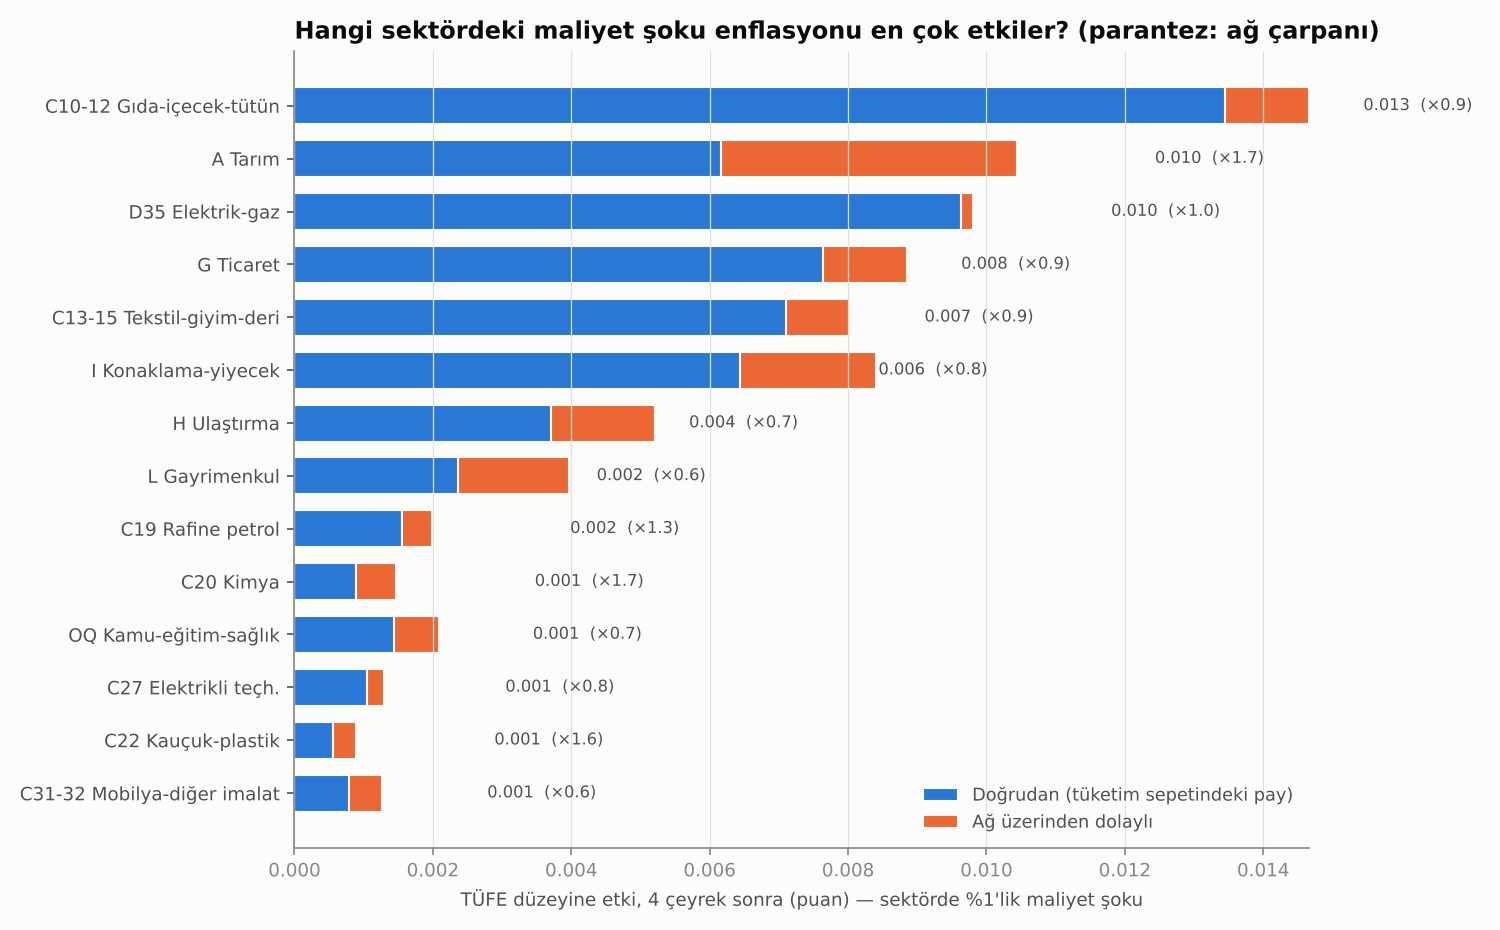 Hangi sektördeki maliyet şoku enflasyonu en çok etkiler? (parantez: ağ çarpanı)
C10-12 Gıda-içecek-tütün 0.013 (×0.9)
A Tarım 0.010 (×1.7)
D35 Elektrik-gaz 0.010 (×1.0)
G Ticaret 0.008 (×0.9)
C13-15 Tekstil-giyim-deri 0.007 (×0.9)
I Konaklama-yiyecek 0.006 (×0.8)
H Ulaştırma 0.004 (×0.7)
L Gayrimenkul 0.002 (×0.6)
C19 Rafine petrol 0.002 (×1.3)
C20 Kimya 0.001 (×1.7)
OQ Kamu-eğitim-sağlık 0.001 (×0.7)
C27 Elektrikli teçh. 0.001 (×0.8)
C22 Kauçuk-plastik 0.001 (×1.6)
C31-32 Mobilya-diğer imalat 0.001 (×0.6)
Doğrudan (tüketim sepetindeki pay)
Ağ üzerinden dolaylı
0.000 0.002 0.004 0.006 0.008 0.010 0.012 0.014
TÜFE düzeyine etki, 4 çeyrek sonra (puan) — sektörde %1'lik maliyet şoku